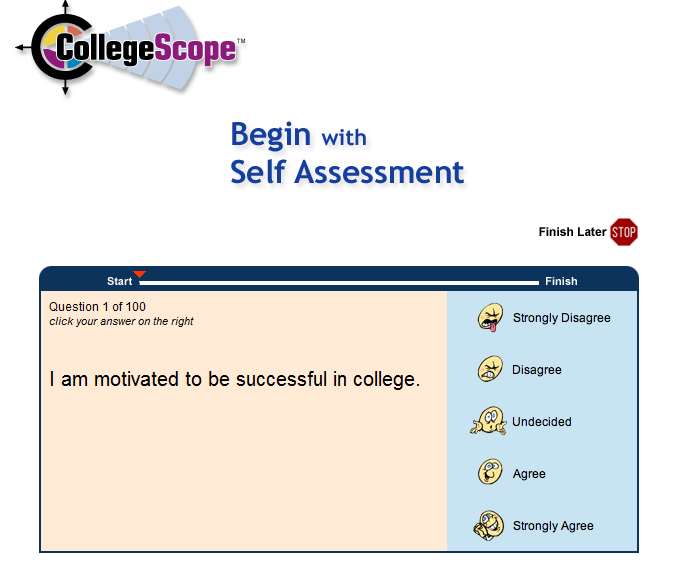 CollegeScope™
Begin with
Self Assessment
Finish Later STOP
Start Finish
Question 1 of 100
click your answer on the right
I am motivated to be successful in college.
Strongly Disagree
Disagree
Undecided
Agree
Strongly Agree